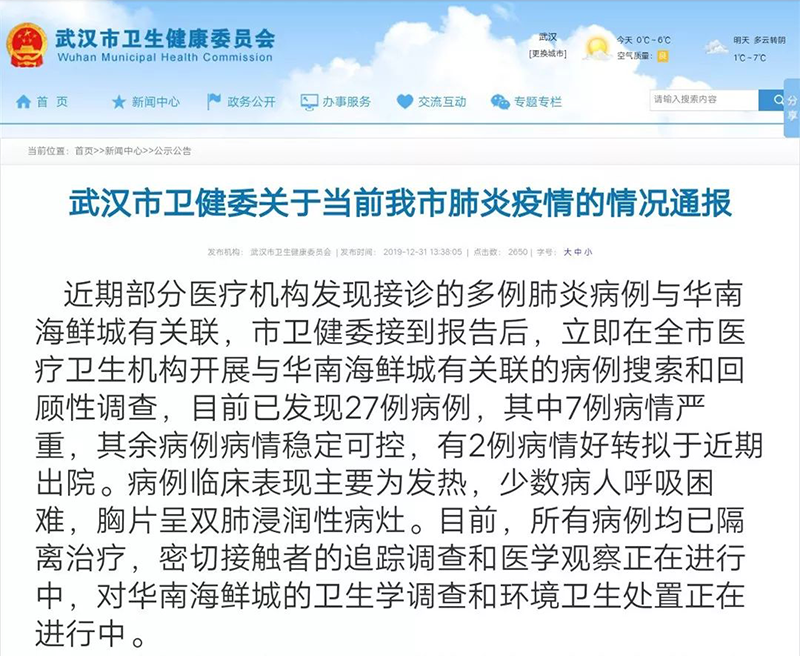 武汉市卫生健康委员会
Wuhan Municipal Health Commission
武汉
[更换城市]
今天 0℃~6℃
空气质量：良
明天 多云转阴
1℃~7℃
首 页 新闻中心 政务公开 办事服务 交流互动 专题专栏
请输入搜索内容
分享
当前位置：首页>>新闻中心>>公示公告
武汉市卫健委关于当前我市肺炎疫情的情况通报
发布机构： 武汉市卫生健康委员会 | 发布时间： 2019-12-31 13:38:05 | 点击数： 2650 | 字号： 大 中 小
近期部分医疗机构发现接诊的多例肺炎病例与华南
海鲜城有关联，市卫健委接到报告后，立即在全市医
疗卫生机构开展与华南海鲜城有关联的病例搜索和回
顾性调查，目前已发现27例病例，其中7例病情严
重，其余病例病情稳定可控，有2例病情好转拟于近期
出院。病例临床表现主要为发热，少数病人呼吸困
难，胸片呈双肺浸润性病灶。目前，所有病例均已隔
离治疗，密切接触者的追踪调查和医学观察正在进行
中，对华南海鲜城的卫生学调查和环境卫生处置正在
进行中。